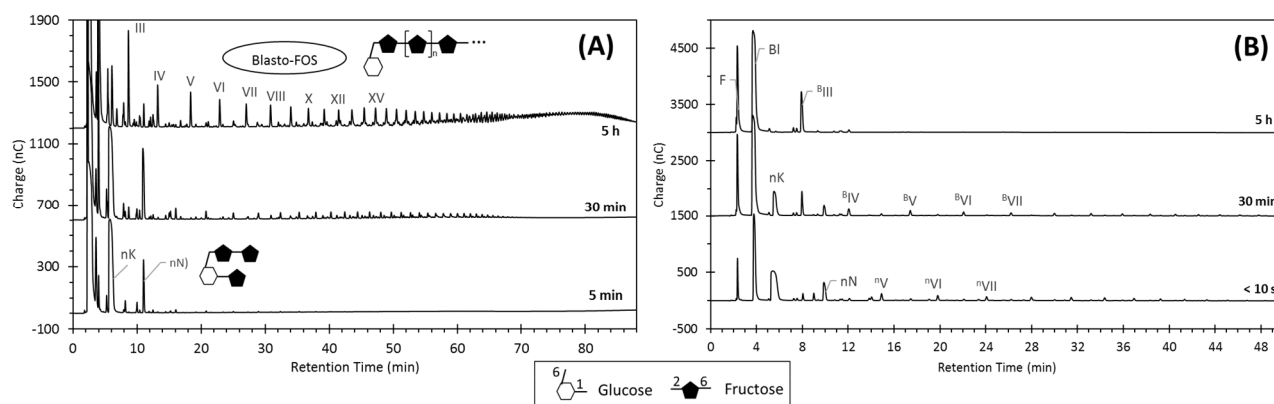 (A)
1900
1500
1100
700
300
-100
Charge (nC)
III
IV
V
VI
VII
VIII
X
XII
XV
Blasto-FOS
n
...
5 h
30 min
nK
nN)
5 min
0
10
20
30
40
50
60
70
80
Retention Time (min)
(B)
4500
3500
2500
1500
500
-500
Charge (nC)
F
Bl
BIII
5 h
nK
BIV
BV
BVI
BVII
30 min
nN
nV
nVI
nVII
< 10 s
0
4
8
12
16
20
24
28
32
36
40
44
48
Retention Time (min)
6
1
Glucose
2
6
Fructose